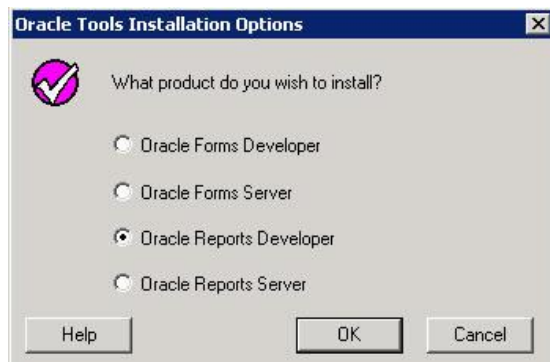 Oracle Tools Installation Options
What product do you wish to install?
Oracle Forms Developer
Oracle Forms Server
Oracle Reports Developer
Oracle Reports Server
Help OK Cancel